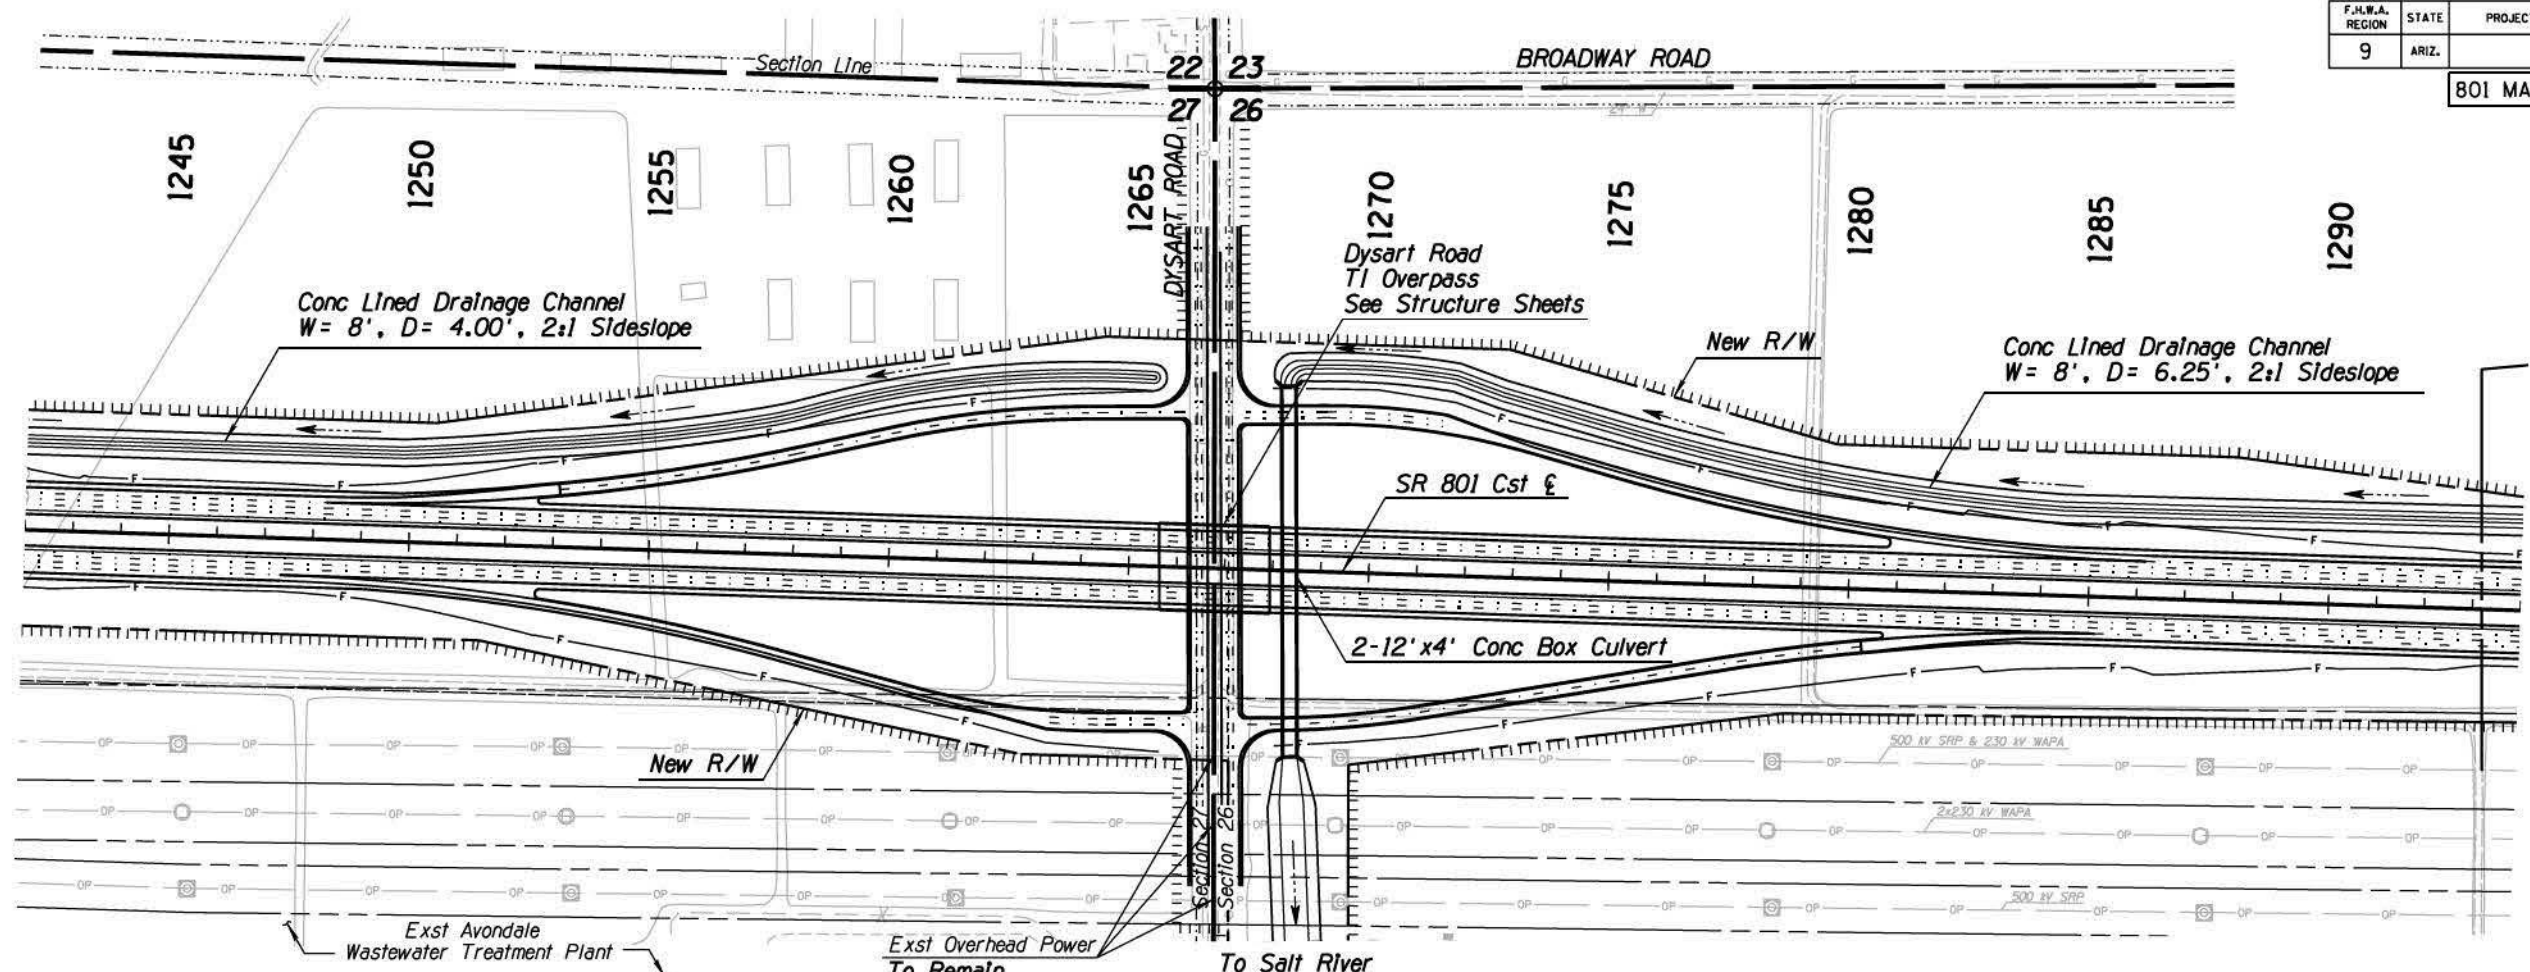 F.H.W.A. REGION
STATE
9
ARIZ.
BROADWAY ROAD
Section Line
22 23
27 26
1245
1250
1255
1260
1265
1270
1275
1280
1285
1290
DYSART ROAD
Dysart Road
TI Overpass
See Structure Sheets
Conc Lined Drainage Channel
W= 8', D= 4.00', 2:1 Sideslope
New R/W
Conc Lined Drainage Channel
W= 8', D= 6.25', 2:1 Sideslope
SR 801 Cst ℄
2-12'x4' Conc Box Culvert
New R/W
500 kV SRP & 230 kV WAPA
2x230 kV WAPA
500 kV SRP
Section 27
Section 26
Exst Avondale
Wastewater Treatment Plant
Exst Overhead Power
To Remain
To Salt River